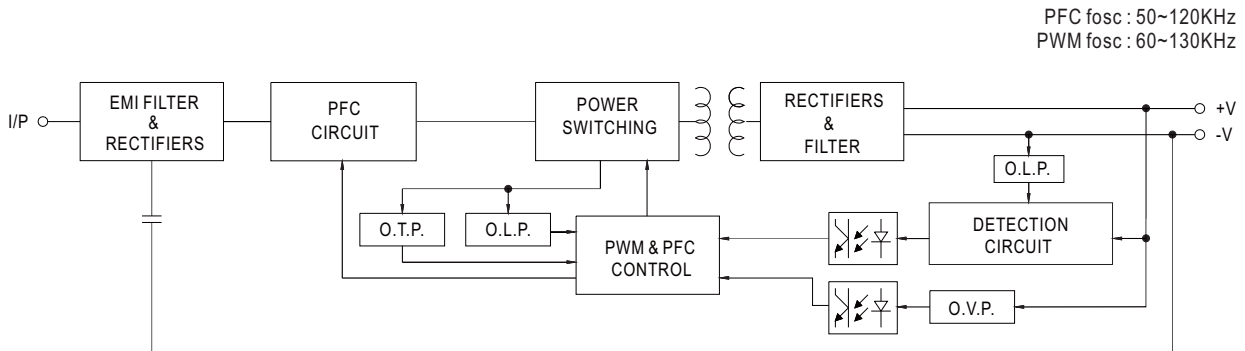 PFC fosc : 50~120KHz
PWM fosc : 60~130KHz
I/P
EMI FILTER
&
RECTIFIERS
PFC
CIRCUIT
POWER
SWITCHING
RECTIFIERS
&
FILTER
+V
-V
O.L.P.
O.T.P.
O.L.P.
PWM & PFC
CONTROL
DETECTION
CIRCUIT
O.V.P.